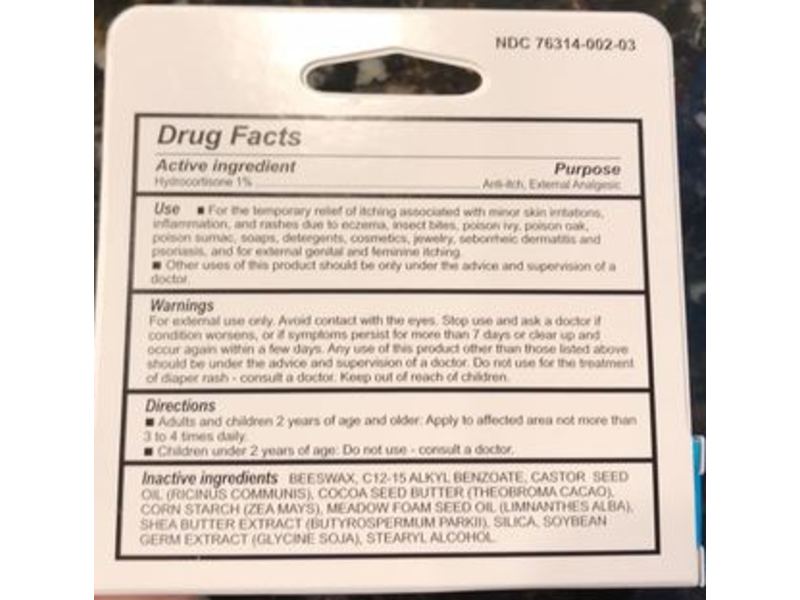 NDC 76314-002-03
Drug Facts
Active ingredient Purpose
Hydrocortisone 1% Anti-itch, External Analgesic
Use ■ For the temporary relief of itching associated with minor skin irritations,
inflammation, and rashes due to eczema, insect bites, poison ivy, poison oak,
poison sumac, soaps, detergents, cosmetics, jewelry, seborrheic dermatitis and
psoriasis, and for external genital and feminine itching.
■ Other uses of this product should be only under the advice and supervision of a
doctor.
Warnings
For external use only. Avoid contact with the eyes. Stop use and ask a doctor if
condition worsens, or if symptoms persist for more than 7 days or clear up and
occur again within a few days. Any use of this product other than those listed above
should be under the advice and supervision of a doctor. Do not use for the treatment
of diaper rash - consult a doctor. Keep out of reach of children.
Directions
■ Adults and children 2 years of age and older: Apply to affected area not more than
3 to 4 times daily.
■ Children under 2 years of age: Do not use - consult a doctor.
Inactive ingredients BEESWAX, C12-15 ALKYL BENZOATE, CASTOR SEED
OIL (RICINUS COMMUNIS), COCOA SEED BUTTER (THEOBROMA CACAO),
CORN STARCH (ZEA MAYS), MEADOW FOAM SEED OIL (LIMNANTHES ALBA),
SHEA BUTTER EXTRACT (BUTYROSPERMUM PARKII), SILICA, SOYBEAN
GERM EXTRACT (GLYCINE SOJA), STEARYL ALCOHOL.